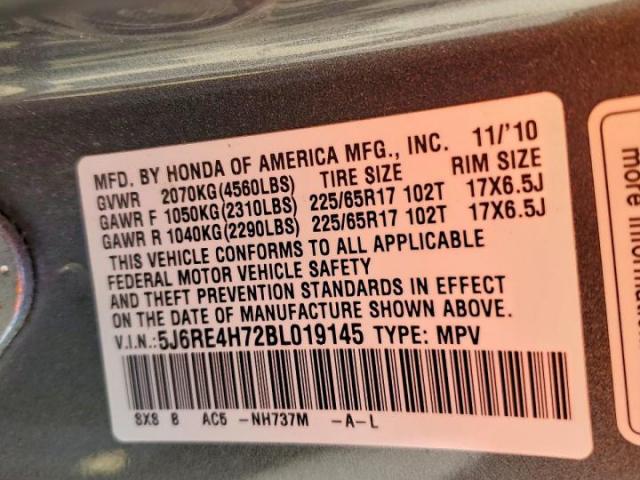 MFD. BY HONDA OF AMERICA MFG., INC. 11/'10
GVWR 2070KG(4560LBS) TIRE SIZE RIM SIZE
GAWR F 1050KG(2310LBS) 225/65R17 102T 17X6.5J
GAWR R 1040KG(2290LBS) 225/65R17 102T 17X6.5J
THIS VEHICLE CONFORMS TO ALL APPLICABLE
FEDERAL MOTOR VEHICLE SAFETY
AND THEFT PREVENTION STANDARDS IN EFFECT
ON THE DATE OF MANUFACTURE SHOWN ABOVE.
V.I.N.:5J6RE4H72BL019145 TYPE: MPV
AC5 -NH737M -A-L
more